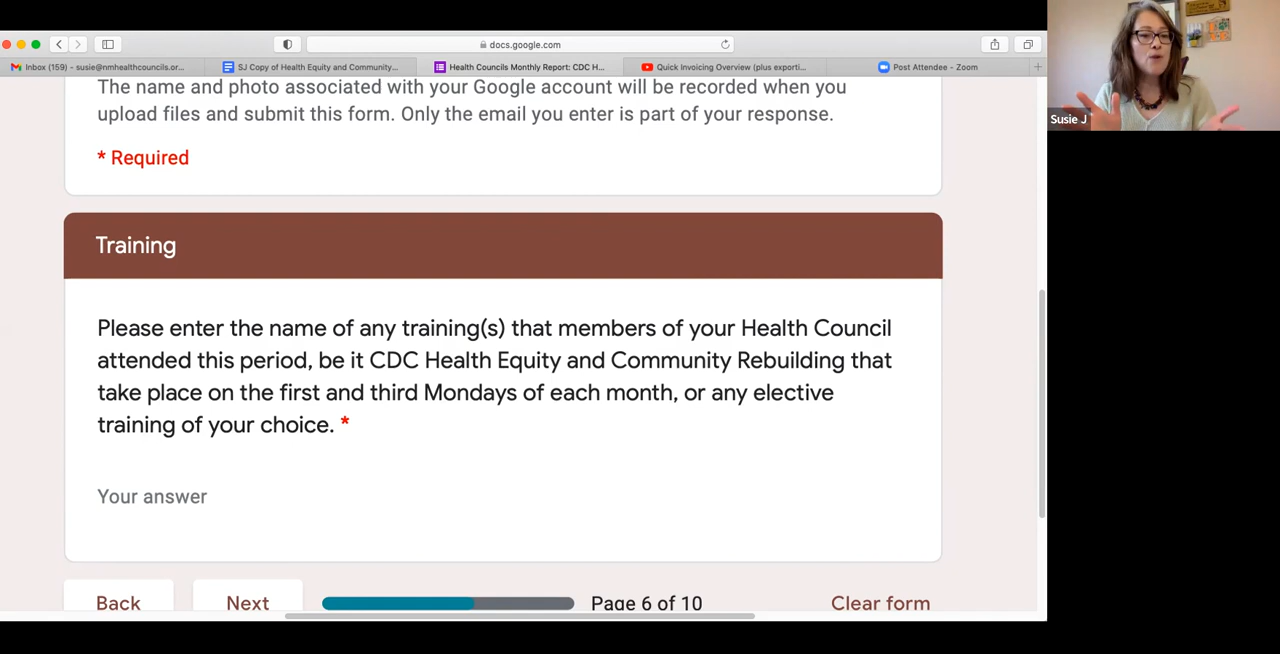 docs.google.com
Inbox (159) - susie@nmhealthcouncils.or...
SJ Copy of Health Equity and Community...
Health Councils Monthly Report: CDC H...
Quick Invoicing Overview (plus exporti...
Post Attendee - Zoom
The name and photo associated with your Google account will be recorded when you
upload files and submit this form. Only the email you enter is part of your response.
* Required
Training
Please enter the name of any training(s) that members of your Health Council
attended this period, be it CDC Health Equity and Community Rebuilding that
take place on the first and third Mondays of each month, or any elective
training of your choice. *
Your answer
Back
Next
Page 6 of 10
Clear form
Susie J